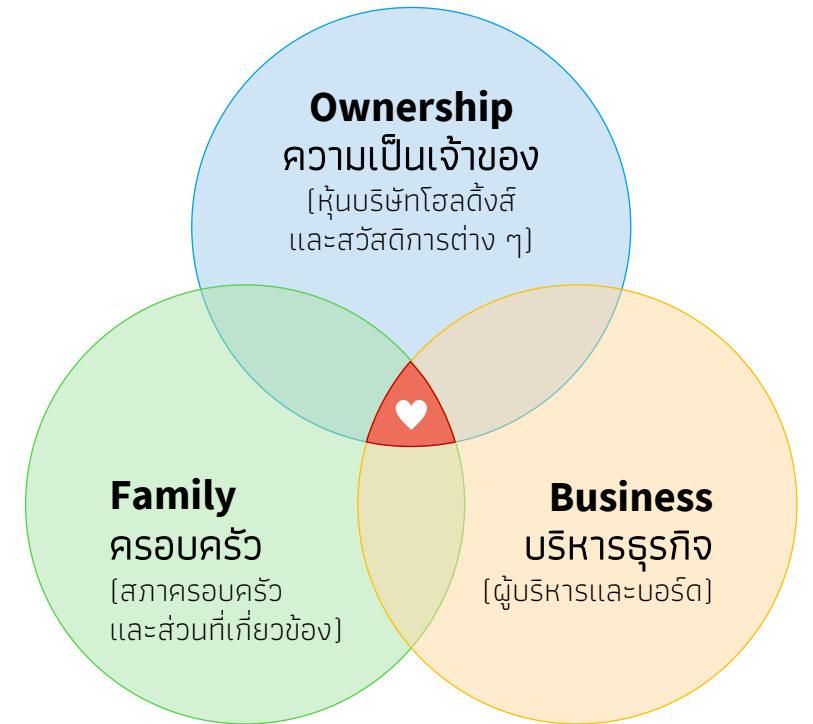 Ownership
ความเป็นเจ้าของ
(หุ้นบริษัทโฮลดิ้งส์
และสวัสดิการต่าง ๆ)
Family
ครอบครัว
(สภาครอบครัว
และส่วนที่เกี่ยวข้อง)
Business
บริหารธุรกิจ
(ผู้บริหารและบอร์ด)